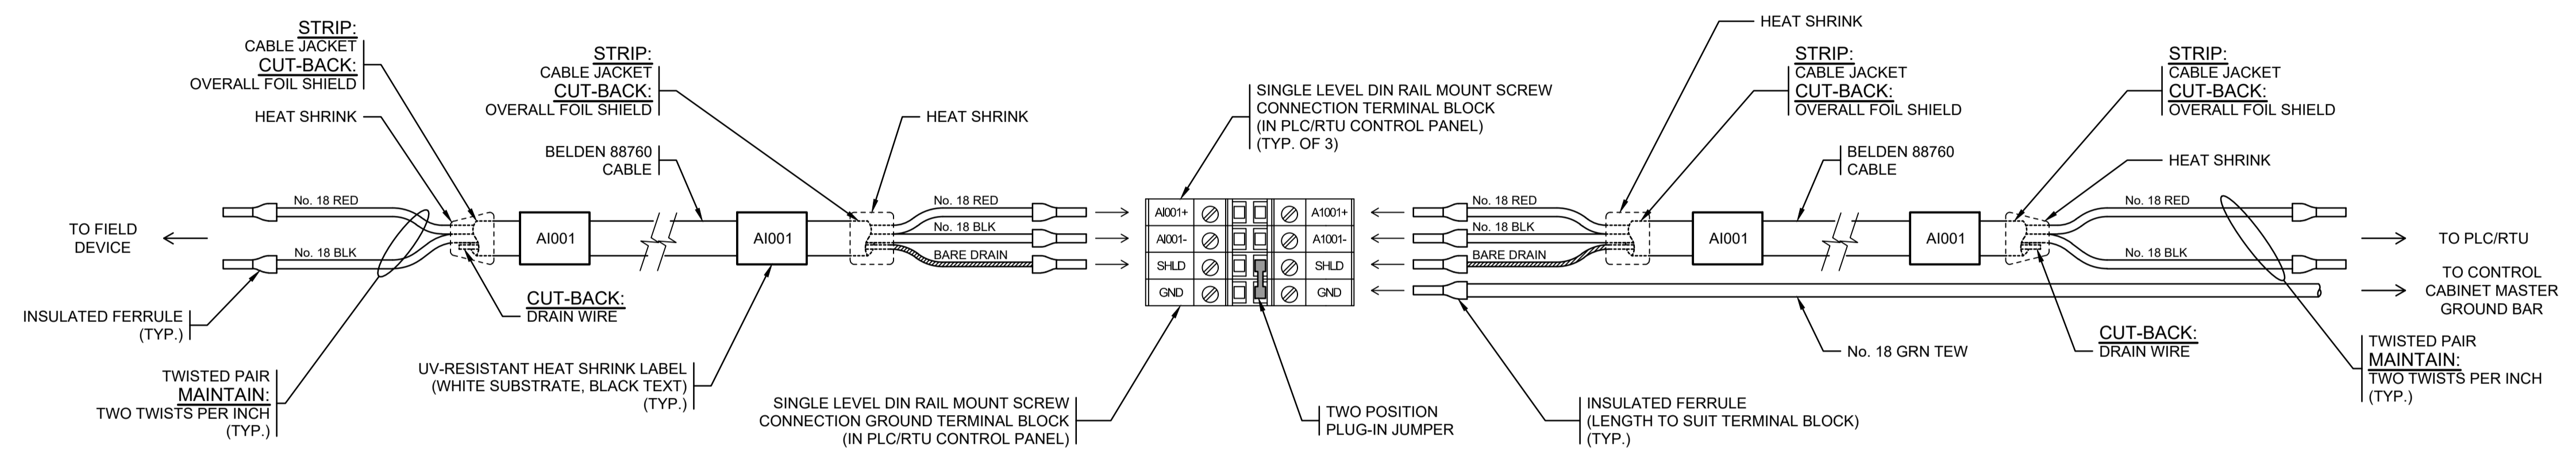 STRIP:
CABLE JACKET
CUT-BACK:
OVERALL FOIL SHIELD
HEAT SHRINK
STRIP:
CABLE JACKET
CUT-BACK:
OVERALL FOIL SHIELD
HEAT SHRINK
BELDEN 88760
CABLE
No. 18 RED
No. 18 BLK
TO FIELD
DEVICE
AI001
AI001
No. 18 RED
No. 18 BLK
BARE DRAIN
INSULATED FERRULE
(TYP.)
CUT-BACK:
DRAIN WIRE
TWISTED PAIR
MAINTAIN:
TWO TWISTS PER INCH
(TYP.)
UV-RESISTANT HEAT SHRINK LABEL
(WHITE SUBSTRATE, BLACK TEXT)
(TYP.)
SINGLE LEVEL DIN RAIL MOUNT SCREW
CONNECTION TERMINAL BLOCK
(IN PLC/RTU CONTROL PANEL)
(TYP. OF 3)
AI001+
A1001+
AI001-
A1001-
SHLD
SHLD
GND
GND
SINGLE LEVEL DIN RAIL MOUNT SCREW
CONNECTION GROUND TERMINAL BLOCK
(IN PLC/RTU CONTROL PANEL)
TWO POSITION
PLUG-IN JUMPER
HEAT SHRINK
STRIP:
CABLE JACKET
CUT-BACK:
OVERALL FOIL SHIELD
BELDEN 88760
CABLE
STRIP:
CABLE JACKET
CUT-BACK:
OVERALL FOIL SHIELD
HEAT SHRINK
No. 18 RED
No. 18 BLK
BARE DRAIN
AI001
AI001
No. 18 RED
No. 18 BLK
TO PLC/RTU
TO CONTROL
CABINET MASTER
GROUND BAR
No. 18 GRN TEW
CUT-BACK:
DRAIN WIRE
INSULATED FERRULE
(LENGTH TO SUIT TERMINAL BLOCK)
(TYP.)
TWISTED PAIR
MAINTAIN:
TWO TWISTS PER INCH
(TYP.)